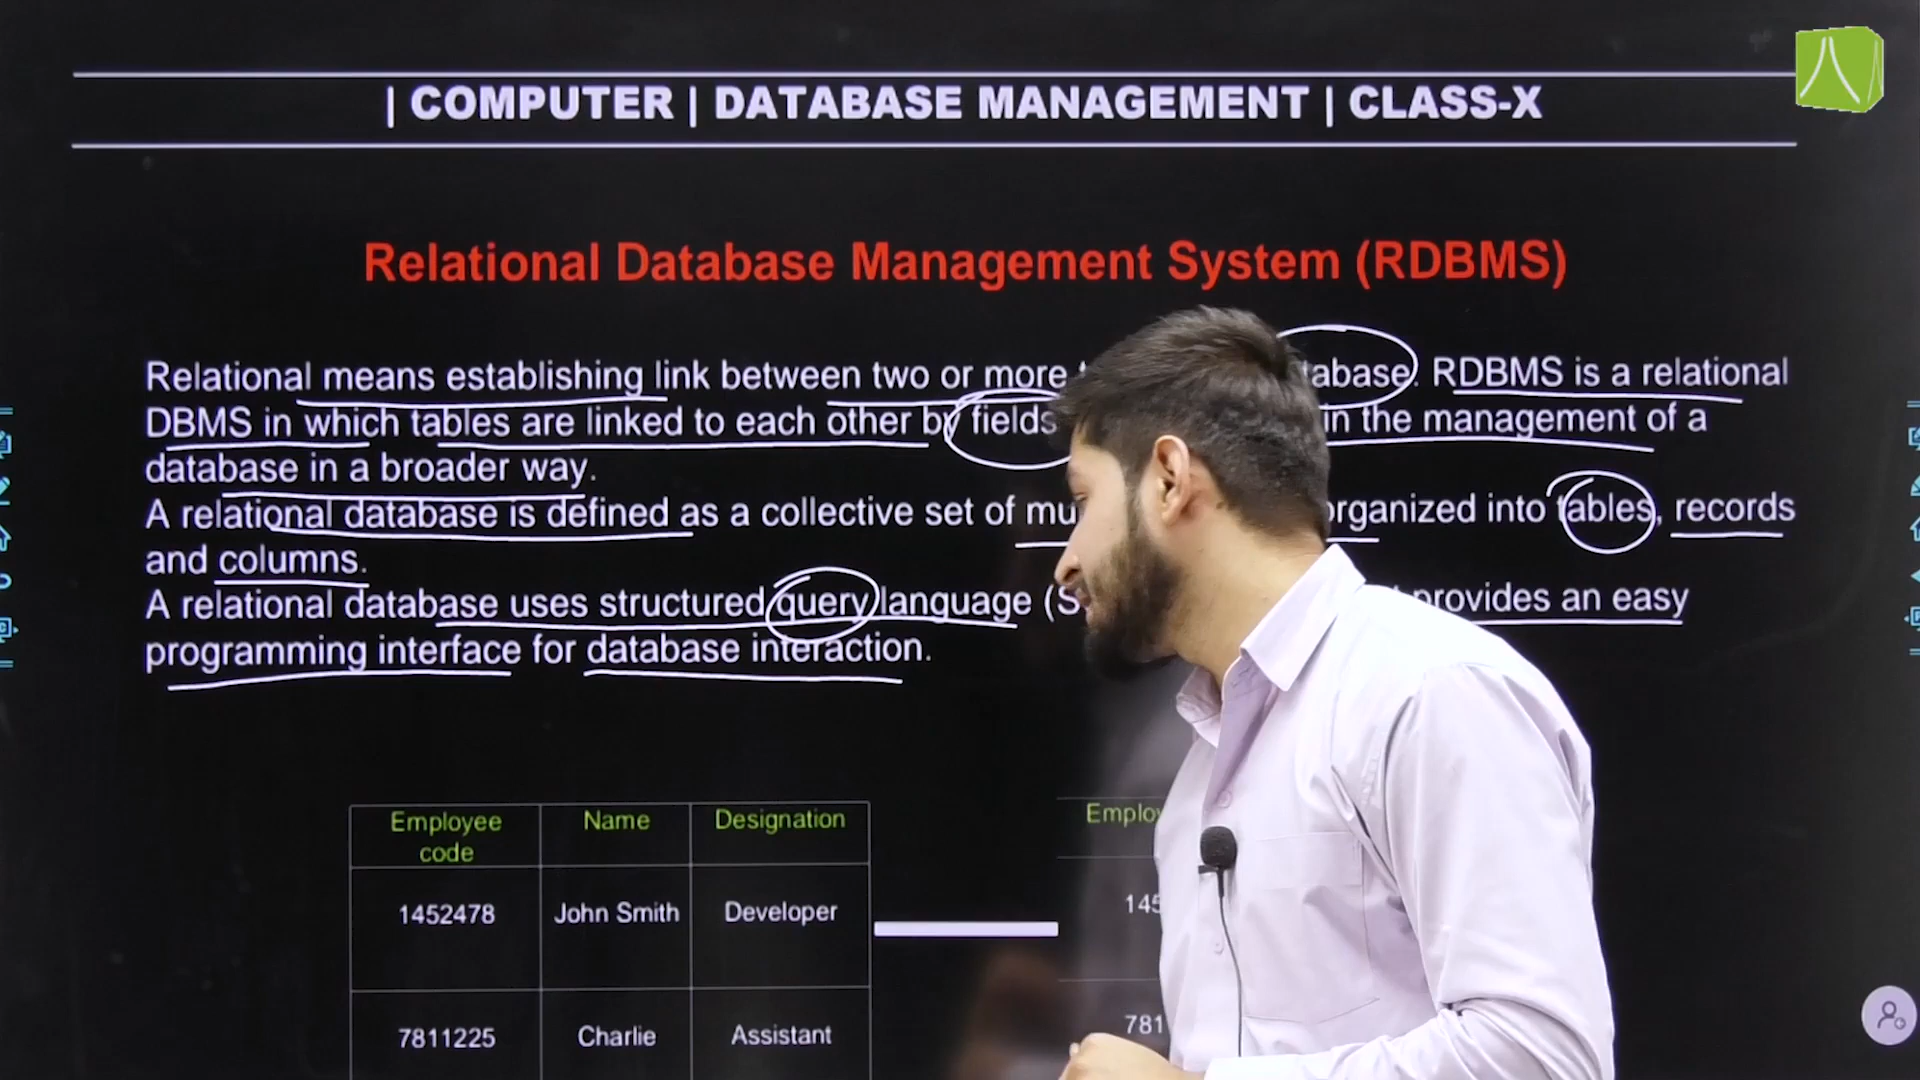 | COMPUTER | DATABASE MANAGEMENT | CLASS-X
Relational Database Management System (RDBMS)
Relational means establishing link between two or more abase. RDBMS is a relational
DBMS in which tables are linked to each other by fields in the management of a
database in a broader way.
A relational database is defined as a collective set of mu organized into tables, records
and columns.
A relational database uses structured query language (S provides an easy
programming interface for database interaction.
Employee code Name Designation
1452478 John Smith Developer
7811225 Charlie Assistant
Employ
145
781